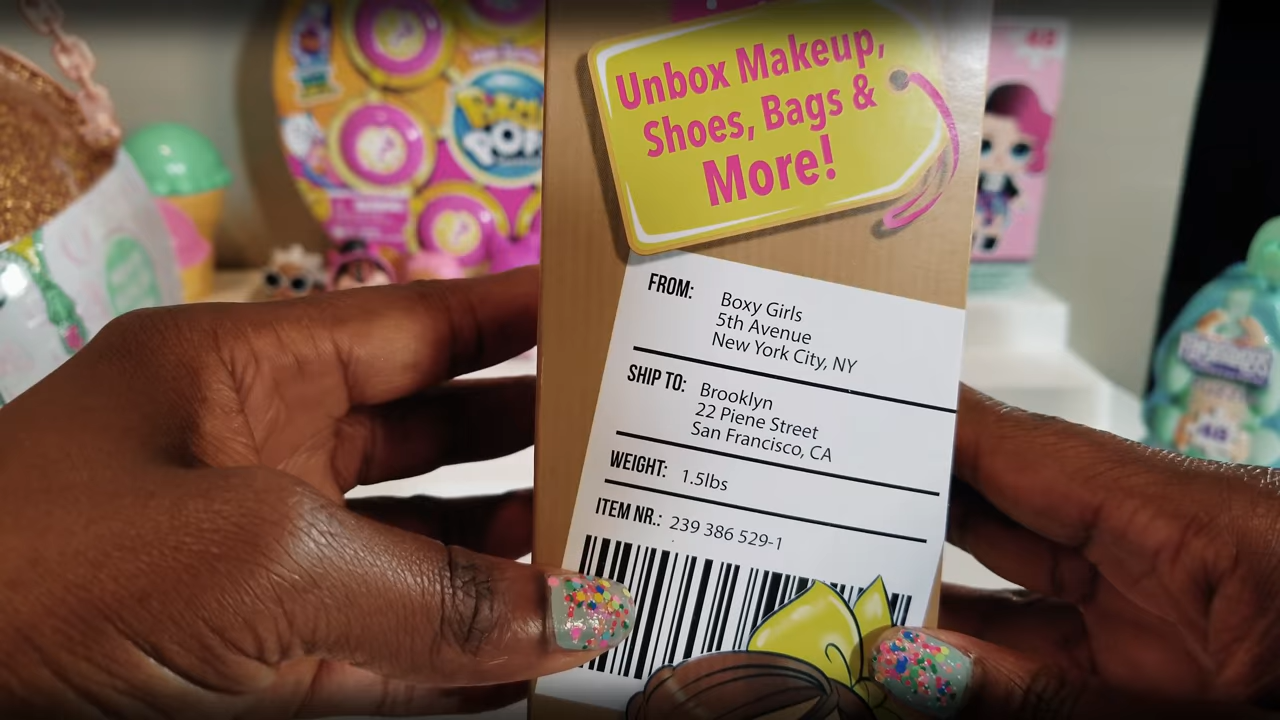 Unbox Makeup,
Shoes, Bags &
More!
FROM: Boxy Girls
5th Avenue
New York City, NY
SHIP TO: Brooklyn
22 Piene Street
San Francisco, CA
WEIGHT: 1.5lbs
ITEM NR.: 239 386 529-1